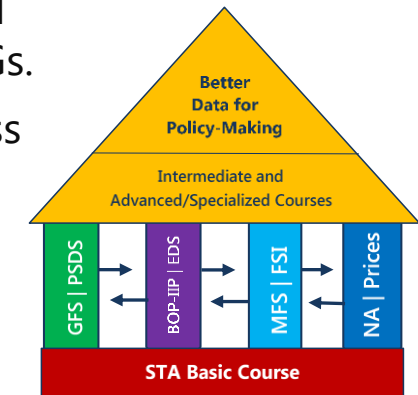 Gs.
ss
Better
Data for
Policy-Making
Intermediate and
Advanced/Specialized Courses
GFS | PSDS
BOP-IIP | EDS
MFS | FSI
NA | Prices
STA Basic Course